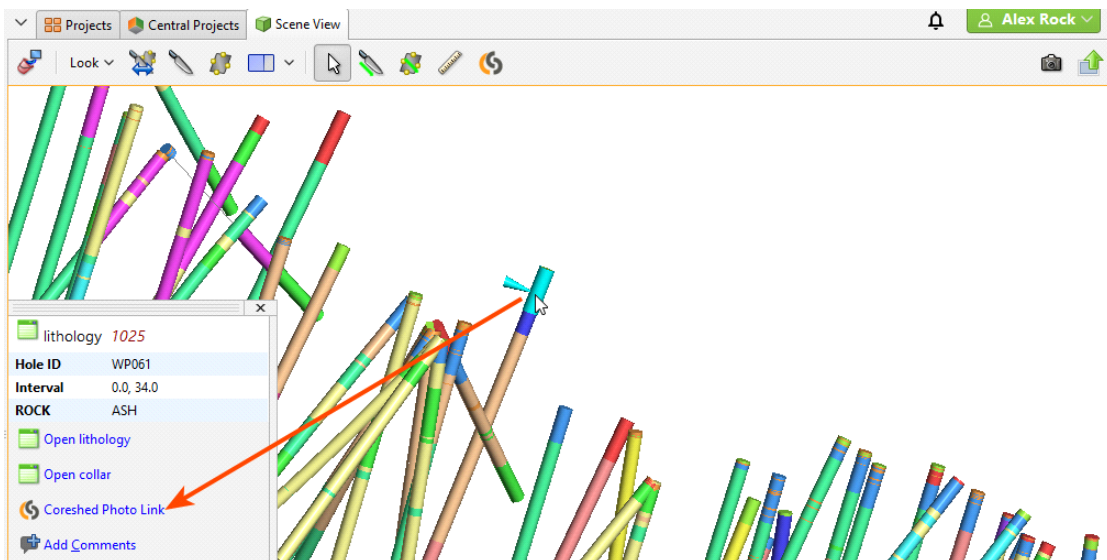 Projects Central Projects Scene View Alex Rock
Look
lithology 1025
Hole ID WP061
Interval 0.0, 34.0
ROCK ASH
Open lithology
Open collar
Coreshed Photo Link
Add Comments